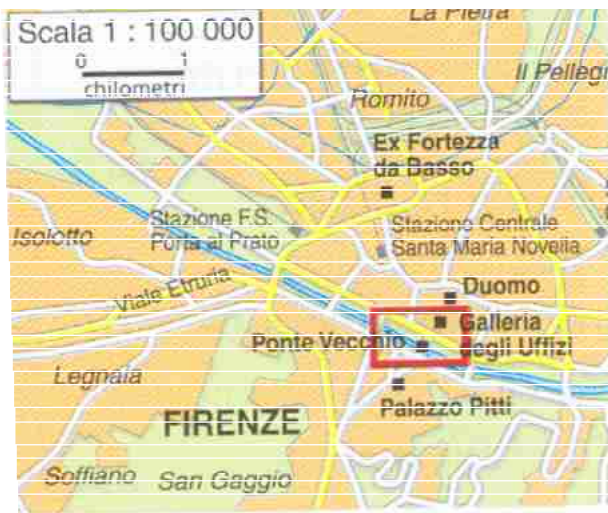 Scala 1 : 100 000
0 1
chilometri
La Pietra
Il Pellegr
Romito
Ex Fortezza
da Basso
Stazione F.S.
Porta al Prato
Stazione Centrale
Santa Maria Novella
Isolotto
Viale Etruria
Duomo
Galleria
degli Uffizi
Ponte Vecchio
Legnaia
Palazzo Pitti
FIRENZE
Soffiano
San Gaggio